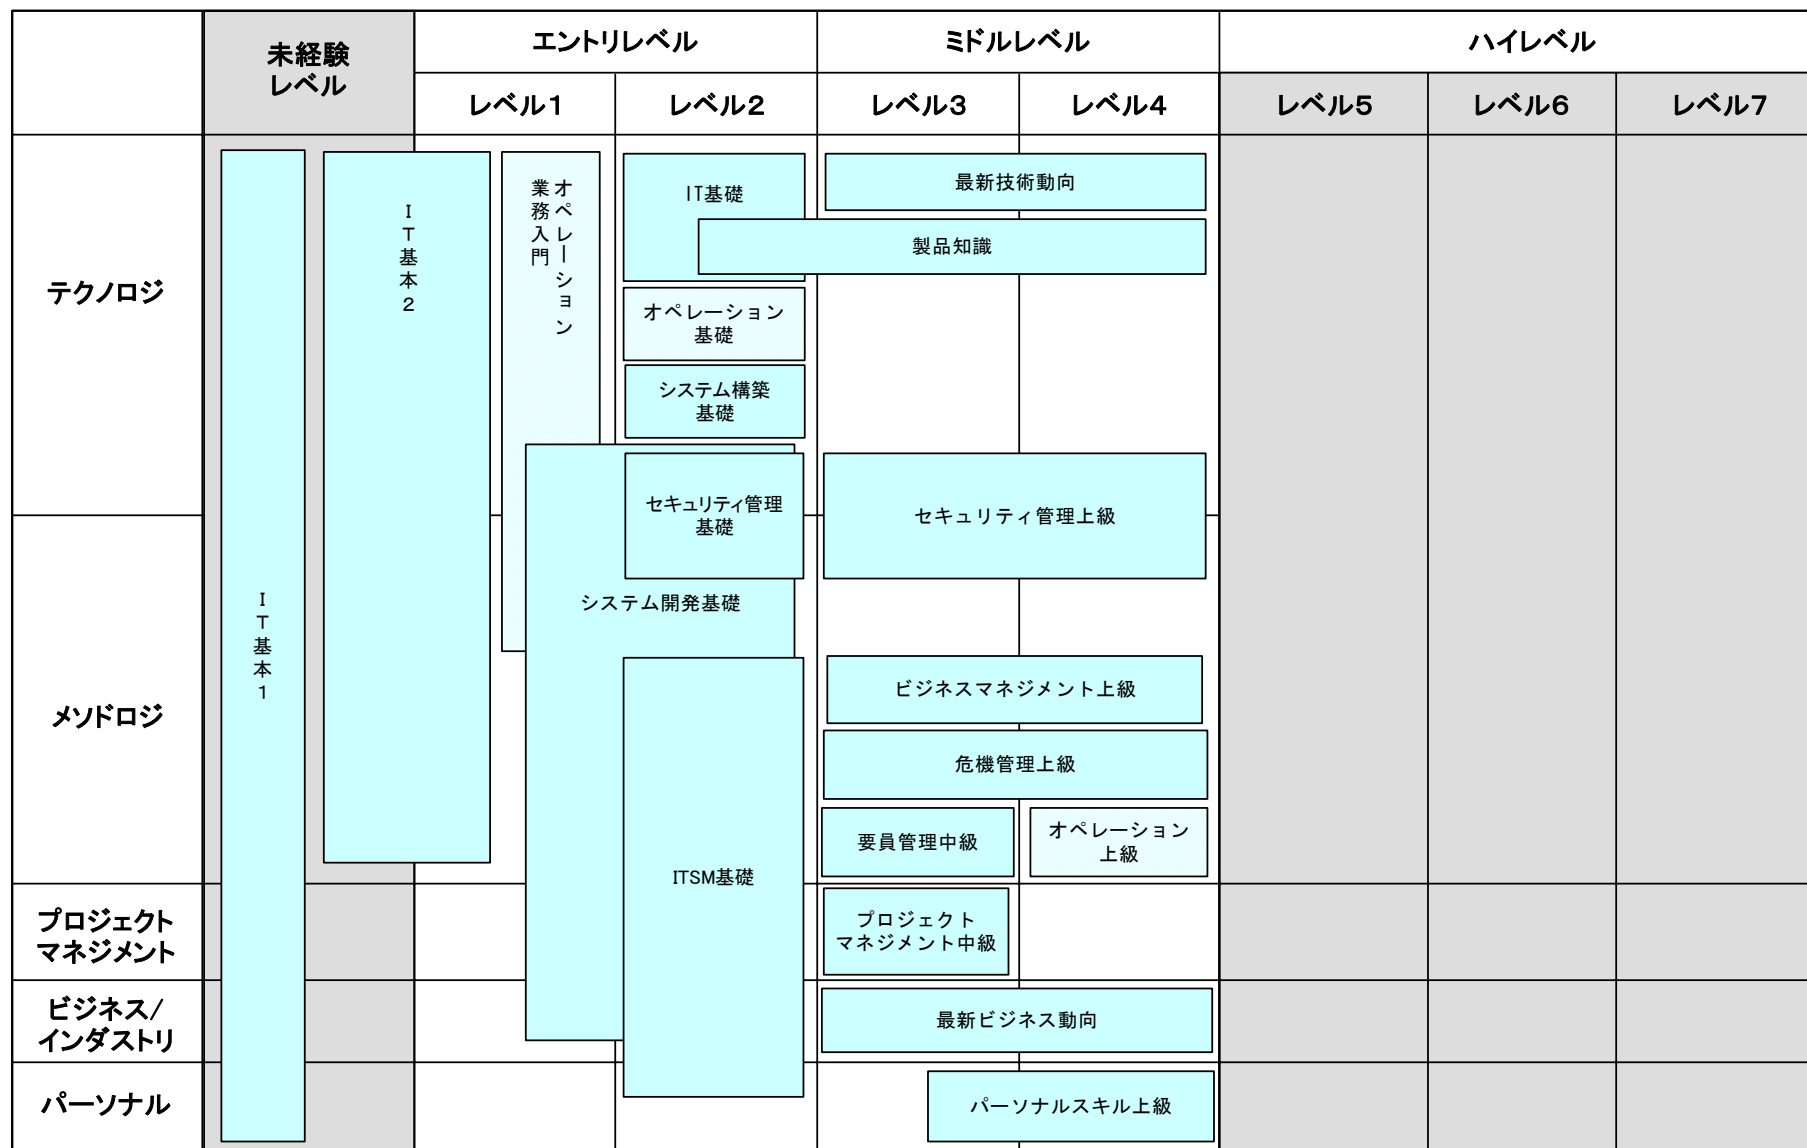 未経験
レベル
エントリレベル
ミドルレベル
ハイレベル
レベル1
レベル2
レベル3
レベル4
レベル5
レベル6
レベル7
テクノロジ
メソドロジ
プロジェクト
マネジメント
ビジネス/
インダストリ
パーソナル
IT基本1
IT基本2
オペレーション
業務入門
IT基礎
最新技術動向
製品知識
オペレーション
基礎
システム構築
基礎
セキュリティ管理
基礎
セキュリティ管理上級
システム開発基礎
ビジネスマネジメント上級
危機管理上級
要員管理中級
オペレーション
上級
ITSM基礎
プロジェクト
マネジメント中級
最新ビジネス動向
パーソナルスキル上級